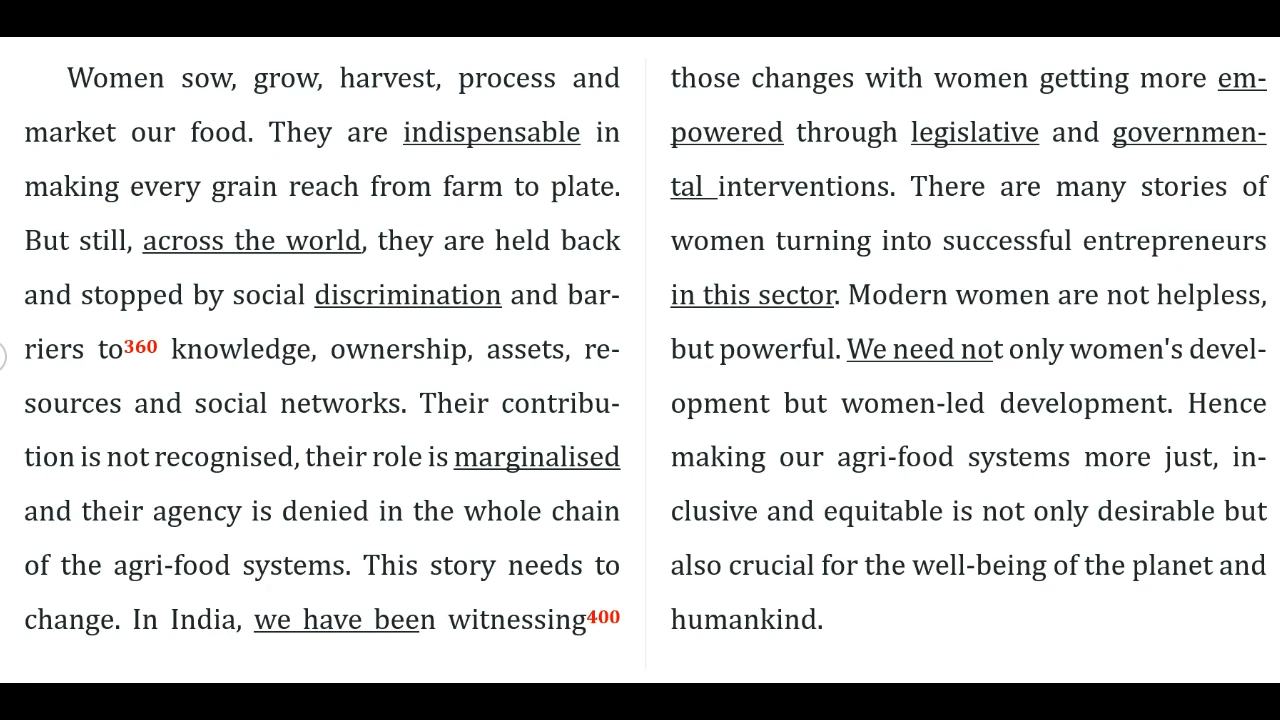 Women sow, grow, harvest, process and
market our food. They are indispensable in
making every grain reach from farm to plate.
But still, across the world, they are held back
and stopped by social discrimination and bar-
riers to360 knowledge, ownership, assets, re-
sources and social networks. Their contribu-
tion is not recognised, their role is marginalised
and their agency is denied in the whole chain
of the agri-food systems. This story needs to
change. In India, we have been witnessing400
those changes with women getting more em-
powered through legislative and governmen-
tal interventions. There are many stories of
women turning into successful entrepreneurs
in this sector. Modern women are not helpless,
but powerful. We need not only women's devel-
opment but women-led development. Hence
making our agri-food systems more just, in-
clusive and equitable is not only desirable but
also crucial for the well-being of the planet and
humankind.